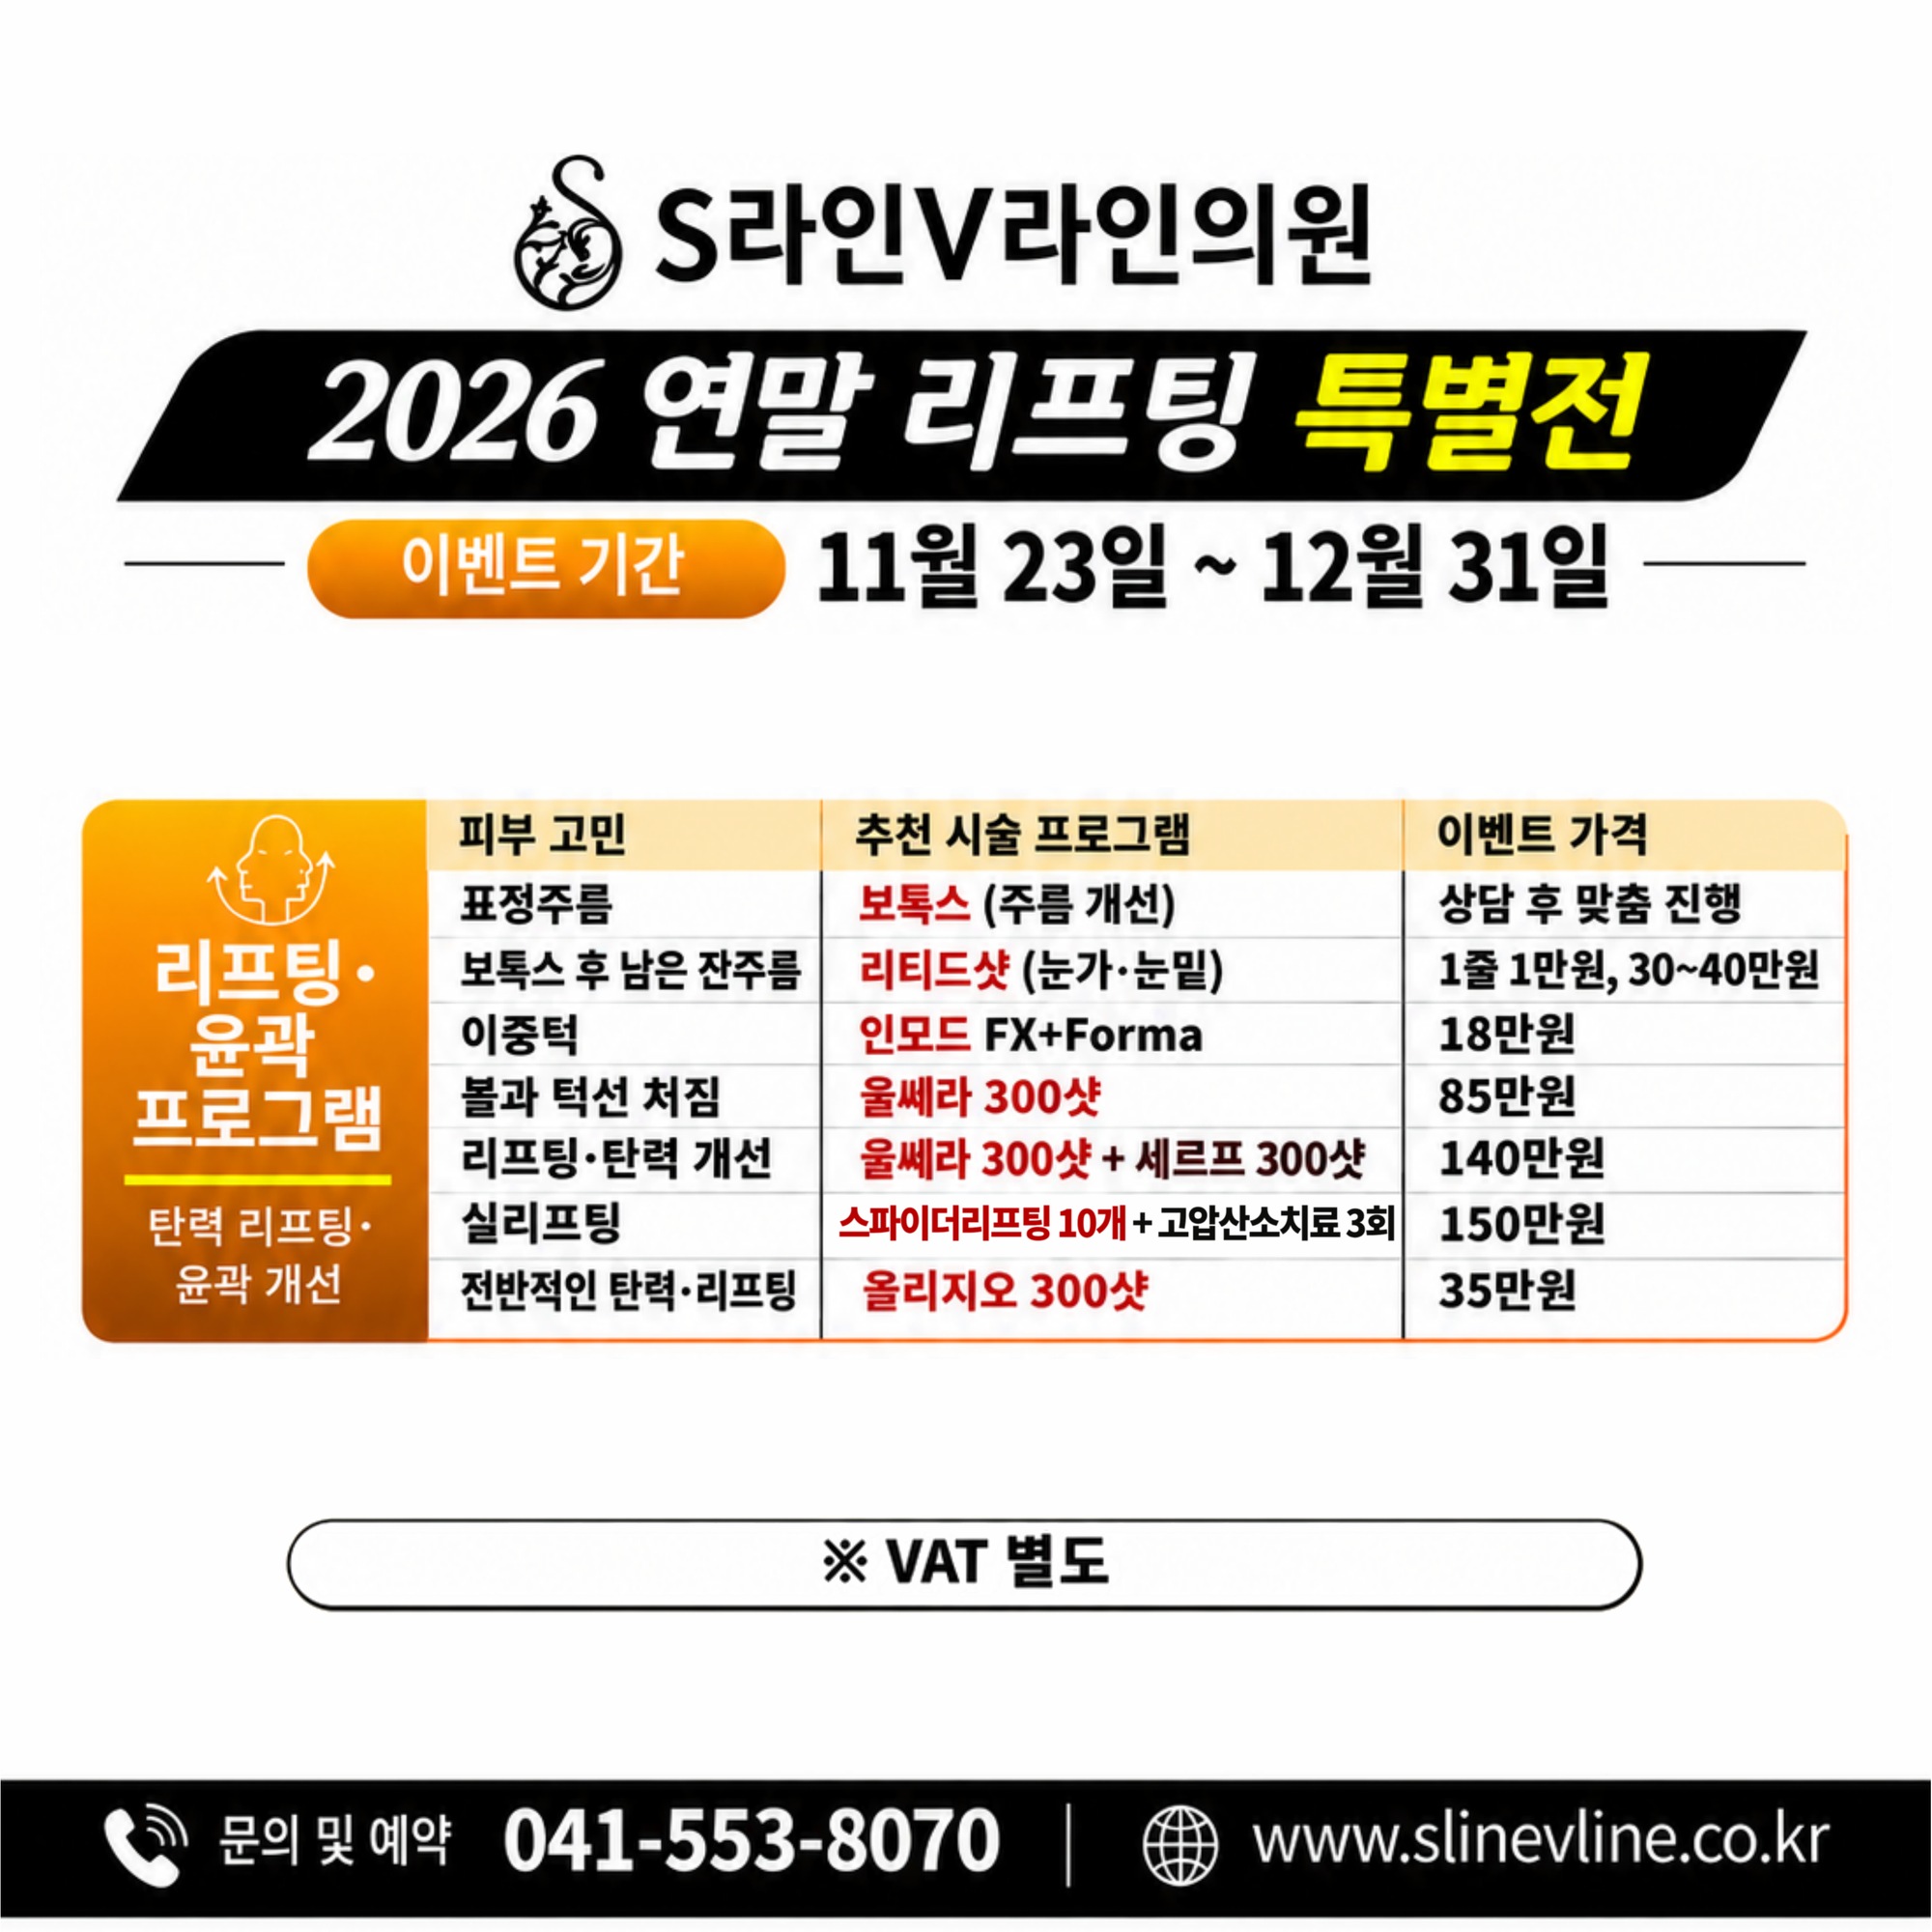 S라인V라인의원
2026 연말 리프팅 특별전
이벤트 기간 11월 23일 ~ 12월 31일
리프팅·
윤곽
프로그램
탄력 리프팅·
윤곽 개선
피부 고민 추천 시술 프로그램 이벤트 가격
표정주름 보톡스 (주름 개선) 상담 후 맞춤 진행
보톡스 후 남은 잔주름 리티드샷 (눈가·눈밑) 1줄 1만원, 30~40만원
이중턱 인모드 FX+Forma 18만원
볼과 턱선 처짐 울쎄라 300샷 85만원
리프팅·탄력 개선 울쎄라 300샷 + 세르프 300샷 140만원
실리프팅 스파이더리프팅 10개 + 고압산소치료 3회 150만원
전반적인 탄력·리프팅 올리지오 300샷 35만원
※ VAT 별도
문의 및 예약 041-553-8070 www.slinevline.co.kr